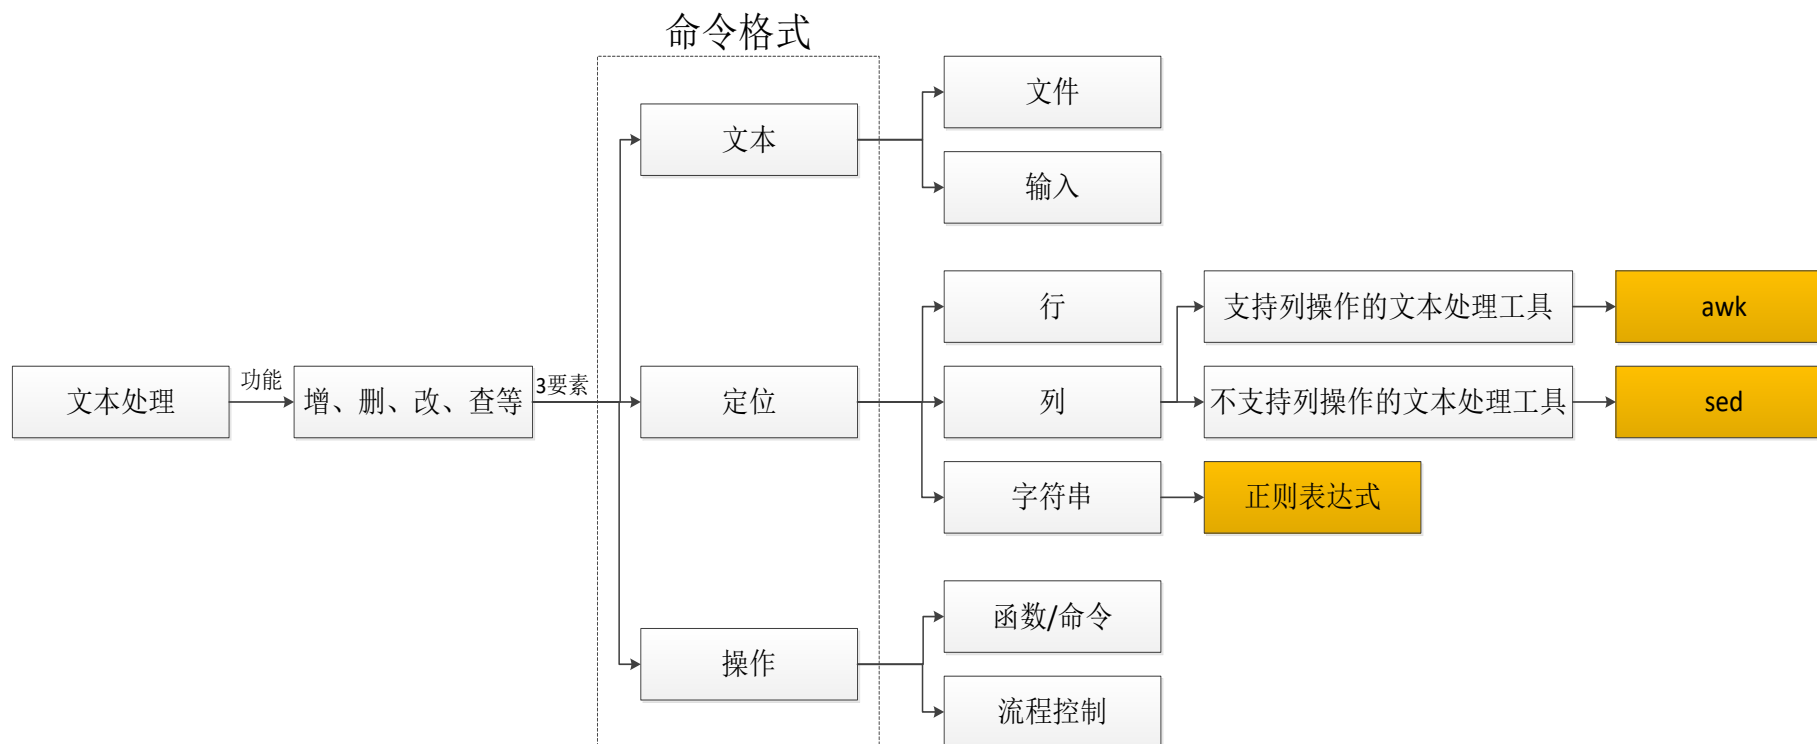 命令格式
文本
文件
输入
文本处理
功能
增、删、改、查等
3要素
定位
行
支持列操作的文本处理工具
awk
列
不支持列操作的文本处理工具
sed
字符串
正则表达式
操作
函数/命令
流程控制